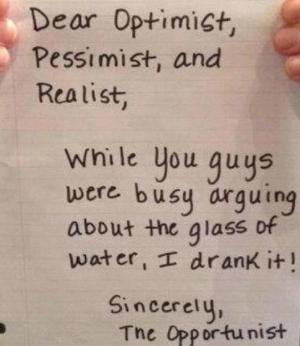 Dear Optimist,
Pessimist, and
Realist,
While you guys
were busy arguing
about the glass of
water, I drank it!
Sincerely,
The Opportunist